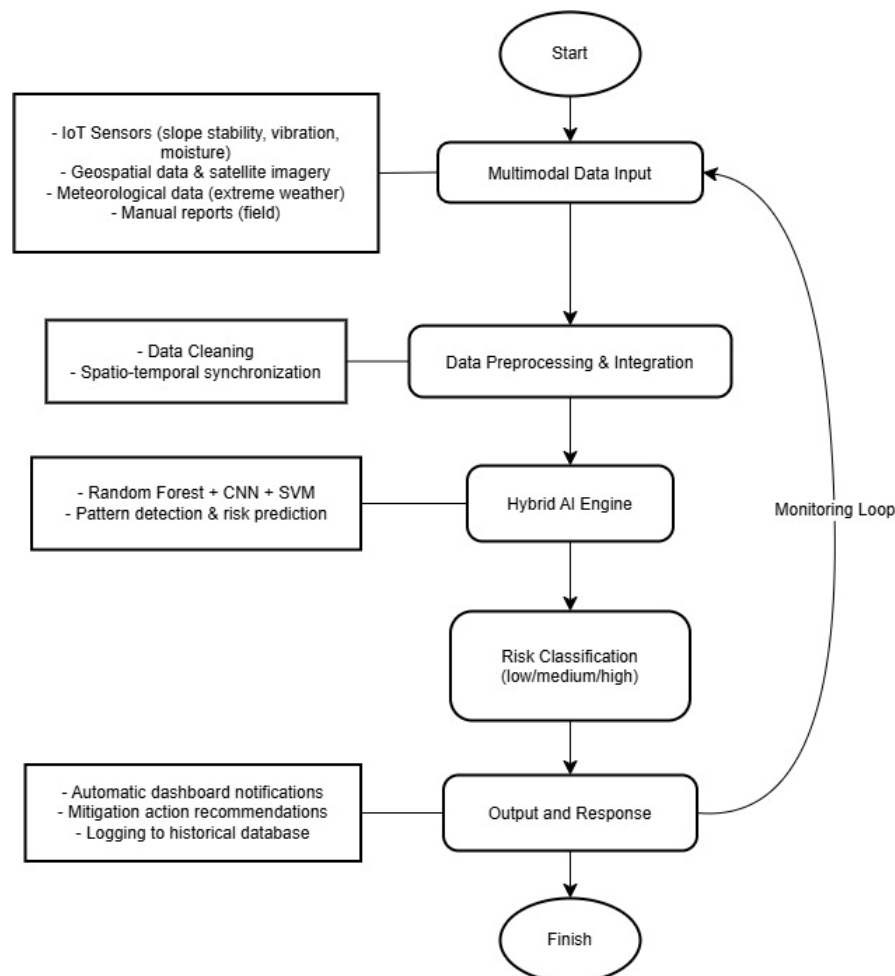 Start
- IoT Sensors (slope stability, vibration,
moisture)
- Geospatial data & satellite imagery
- Meteorological data (extreme weather)
- Manual reports (field)
Multimodal Data Input
- Data Cleaning
- Spatio-temporal synchronization
Data Preprocessing & Integration
- Random Forest + CNN + SVM
- Pattern detection & risk prediction
Hybrid AI Engine
Monitoring Loop
Risk Classification
(low/medium/high)
- Automatic dashboard notifications
- Mitigation action recommendations
- Logging to historical database
Output and Response
Finish